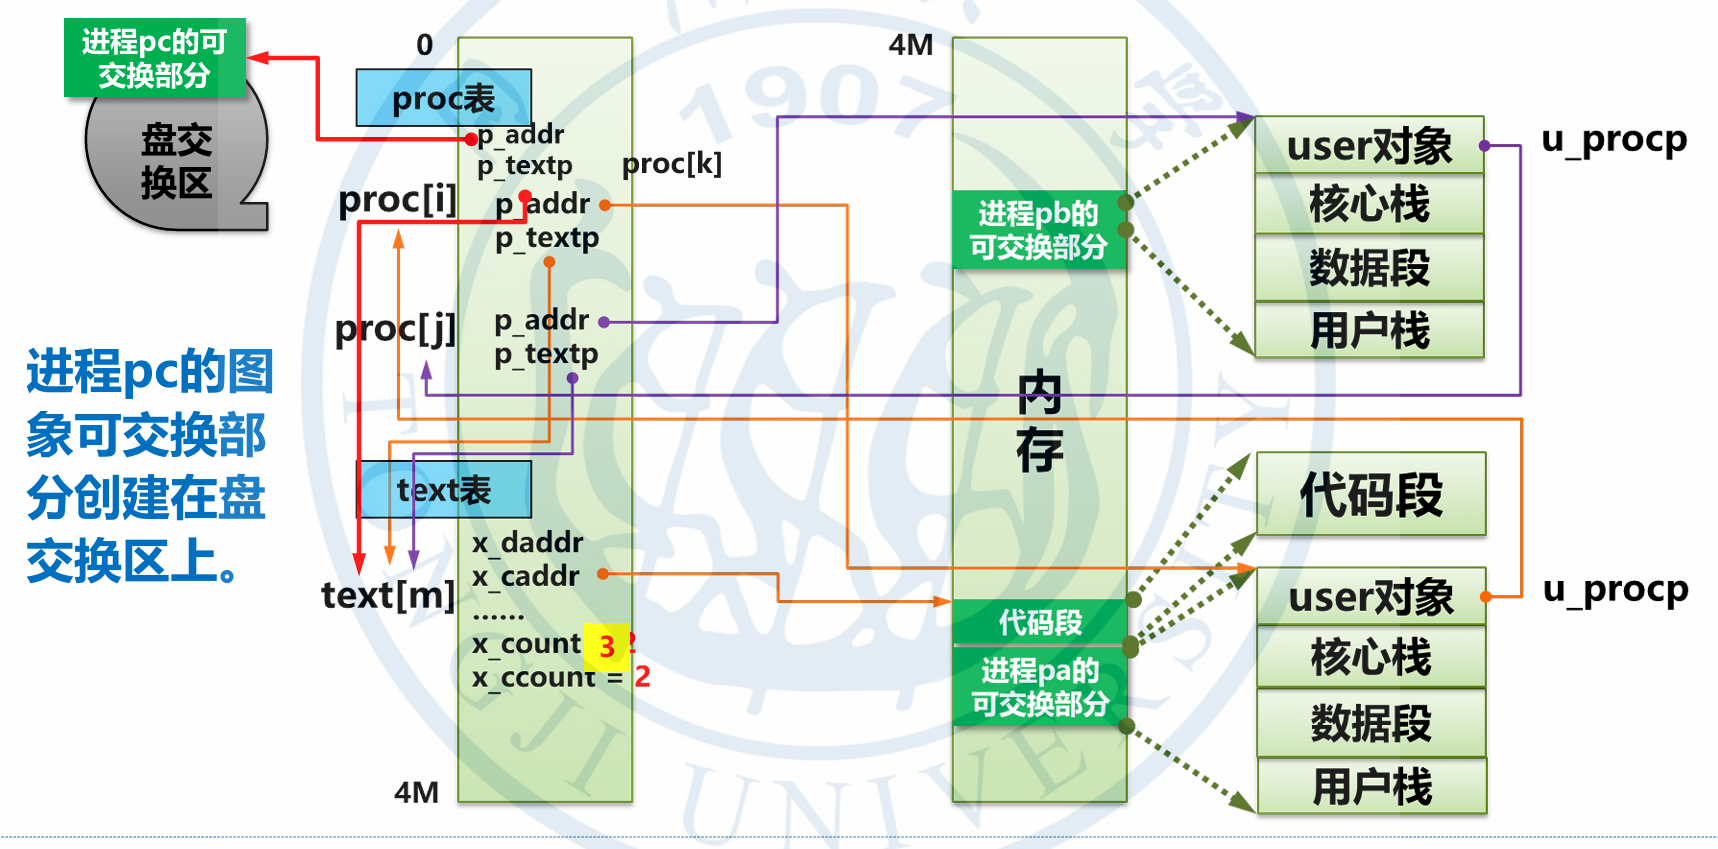 进程pc的可
交换部分
盘交
换区
进程pc的图
象可交换部
分创建在盘
交换区上。
0
proc表
p_addr
p_textp
proc[k]
proc[i]
p_addr
p_textp
proc[j]
p_addr
p_textp
text表
x_daddr
x_caddr
text[m]
......
x_count 3 2
x_ccount = 2
4M
4M
进程pb的
可交换部分
内
存
代码段
进程pa的
可交换部分
user对象
u_procp
核心栈
数据段
用户栈
代码段
user对象
u_procp
核心栈
数据段
用户栈
1907
TONGJI UNIVERSITY